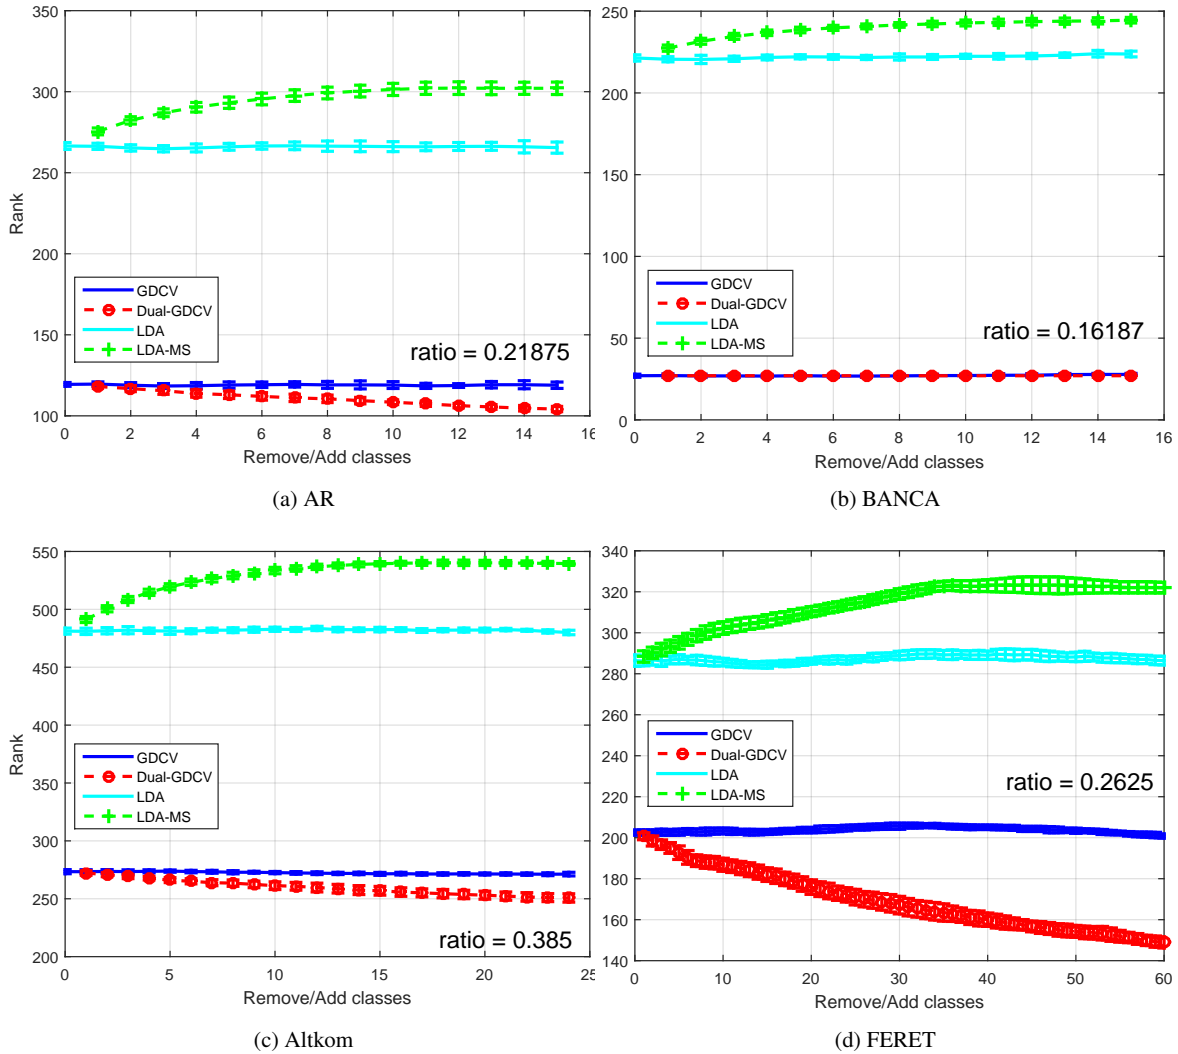 350
300
250
200
150
100
Rank
GDCV
Dual-GDCV
LDA
LDA-MS
ratio = 0.21875
0 2 4 6 8 10 12 14 16
Remove/Add classes
(a) AR
250
200
150
100
50
0
GDCV
Dual-GDCV
LDA
LDA-MS
ratio = 0.16187
2 4 6 8 10 12 14 16
Remove/Add classes
(b) BANCA
550
500
450
400
350
300
250
200
Rank
GDCV
Dual-GDCV
LDA
LDA-MS
ratio = 0.385
0 5 10 15 20 25
Remove/Add classes
(c) Altkom
340
320
300
280
260
240
220
200
180
160
140
GDCV
Dual-GDCV
LDA
LDA-MS
ratio = 0.2625
0 10 20 30 40 50 60
Remove/Add classes
(d) FERET